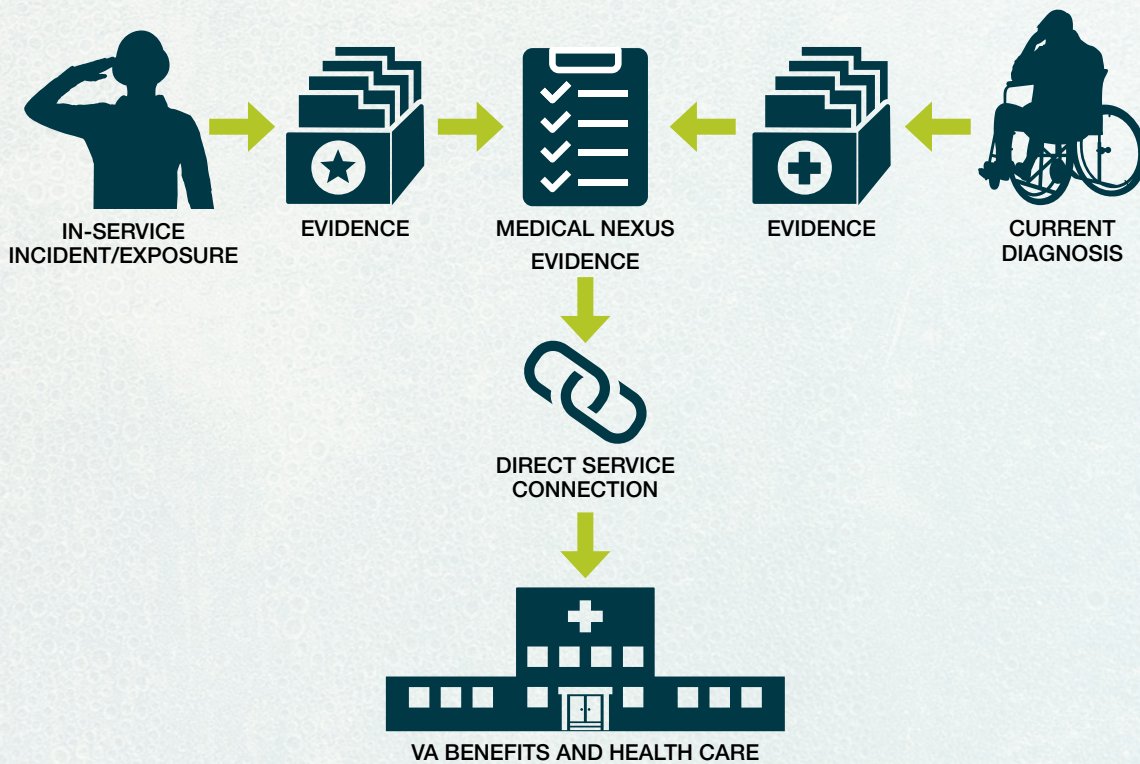 IN-SERVICE
INCIDENT/EXPOSURE
EVIDENCE
MEDICAL NEXUS
EVIDENCE
EVIDENCE
CURRENT
DIAGNOSIS
DIRECT SERVICE
CONNECTION
VA BENEFITS AND HEALTH CARE